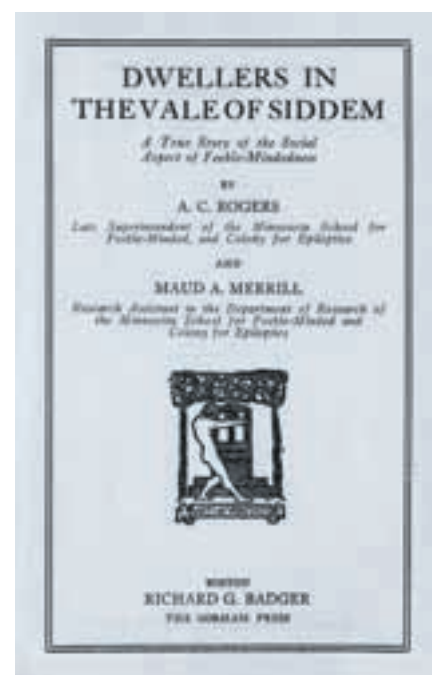 DWELLERS IN
THE VALE OF SIDDEM
A True Story of the Social
Aspect of Feeble-Mindedness
BY
A. C. ROGERS
Late Superintendent of the Minnesota School for
Feeble-Minded, and Colony for Epileptics
AND
MAUD A. MERRILL
Research Assistant in the Department of Research of
the Minnesota School for Feeble-Minded and
Colony for Epileptics
BOSTON
RICHARD G. BADGER
THE GORHAM PRESS